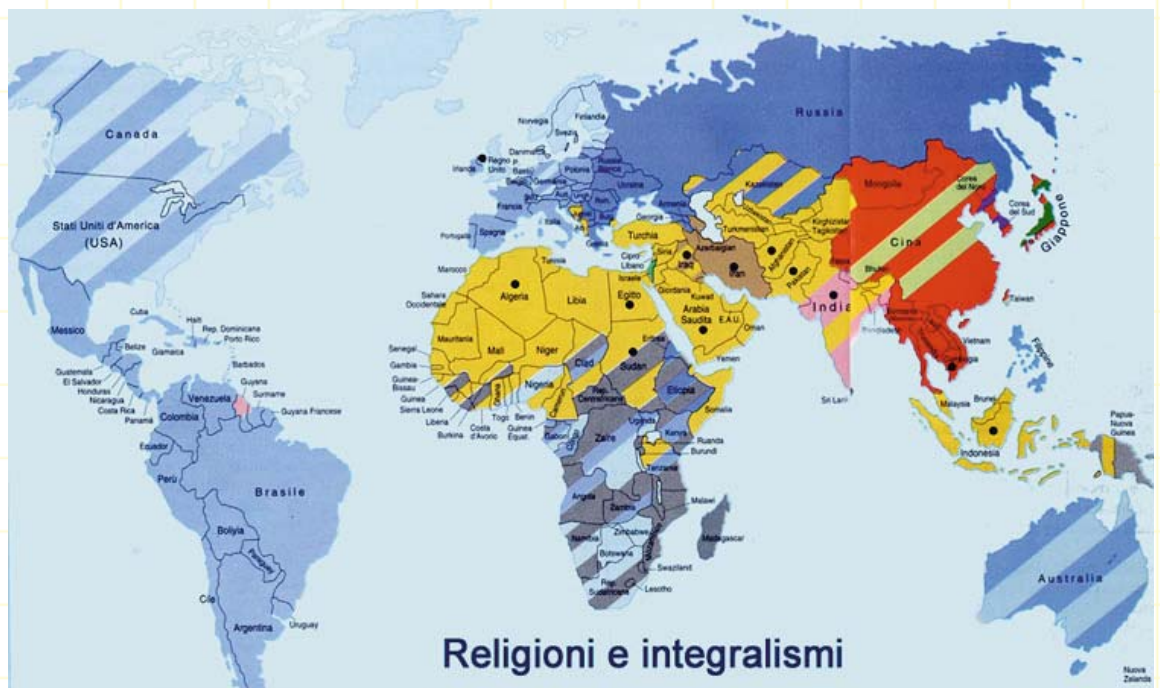 Canada
Stati Uniti d'America
(USA)
Messico
Cuba
Haiti
Rep. Dominicana
Porto Rico
Belize
Giamaica
Guatemala
El Salvador
Honduras
Nicaragua
Costa Rica
Panamá
Barbados
Guyana
Suriname
Guyana Francese
Venezuela
Colombia
Ecuador
Perù
Brasile
Boliyia
Paraguay
Cile
Argentina
Uruguay
Norvegia
Svezia
Finlandia
Danimarca
Irlanda
Regno
Unito
Germania
Polonia
Ucraina
Francia
Italia
Portogallo
Spagna
Grecia
Russia
Georgia
Armenia
Azerbaigian
Kazakistan
Turkmenistan
Kirghizistan
Tagikistan
Turchia
Cipro
Libano
Siria
Israele
Iraq
Iran
Giordania
Kuwait
Arabia
Saudita
E.A.U.
Oman
Yemen
Afghanistan
Pakistan
India
Bhutan
Sri Lan
Mongolia
Cina
Corea
del Nord
Corea
del Sud
Giappone
Taiwan
Vietnam
Filippine
Malaysia
Brunei
Indonesia
Papua-
Nuova
Guinea
Australia
Nuova
Zelanda
Marocco
Tunisia
Sahara
Occidentale
Algeria
Libia
Egitto
Mauritania
Mali
Niger
Ciad
Sudan
Eritrea
Senegal
Gambia
Guinea-
Bissau
Guinea
Sierra Leone
Liberia
Burkina
Costa
d'Avorio
Ghana
Togo
Benin
Guinea
Equat.
Nigeria
Camerun
Rep.
Centrafricana
Etiopia
Somalia
Gabon
Zaire
Uganda
Kenya
Ruanda
Burundi
Tanzania
Angola
Zambia
Malawi
Mozambico
Zimbabwe
Namibia
Botswana
Madagascar
Swaziland
Lesotho
Rep.
Sudafricana
Religioni e integralismi